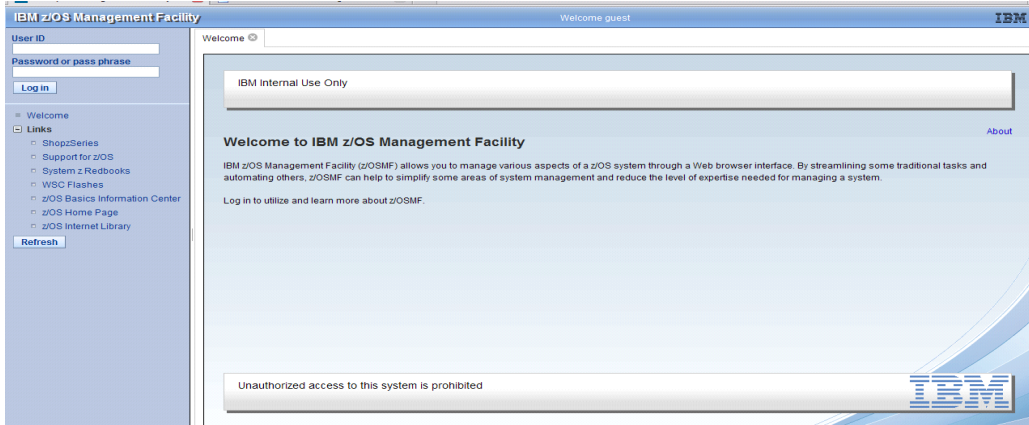 IBM z/OS Management Facility
Welcome guest
IBM
User ID
Password or pass phrase
Log in
Welcome
Links
ShopzSeries
Support for z/OS
System z Redbooks
WSC Flashes
z/OS Basics Information Center
z/OS Home Page
z/OS Internet Library
Refresh
Welcome
IBM Internal Use Only
About
Welcome to IBM z/OS Management Facility
IBM z/OS Management Facility (z/OSMF) allows you to manage various aspects of a z/OS system through a Web browser interface. By streamlining some traditional tasks and
automating others, z/OSMF can help to simplify some areas of system management and reduce the level of expertise needed for managing a system.
Log in to utilize and learn more about z/OSMF.
Unauthorized access to this system is prohibited
IBM